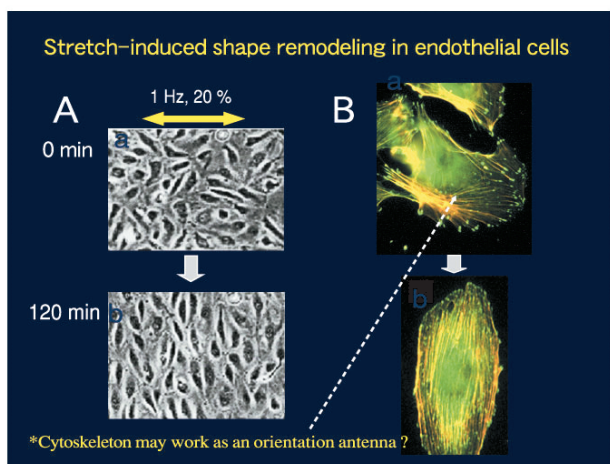 Stretch-induced shape remodeling in endothelial cells
A
1 Hz, 20 %
B
0 min
a
a
120 min
b
b
*Cytoskeleton may work as an orientation antenna ?